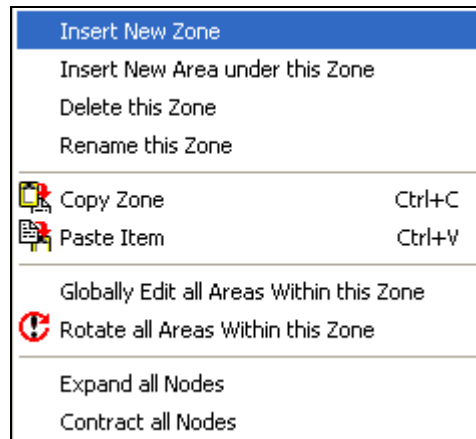 Insert New Zone
Insert New Area under this Zone
Delete this Zone
Rename this Zone
Copy Zone Ctrl+C
Paste Item Ctrl+V
Globally Edit all Areas Within this Zone
Rotate all Areas Within this Zone
Expand all Nodes
Contract all Nodes